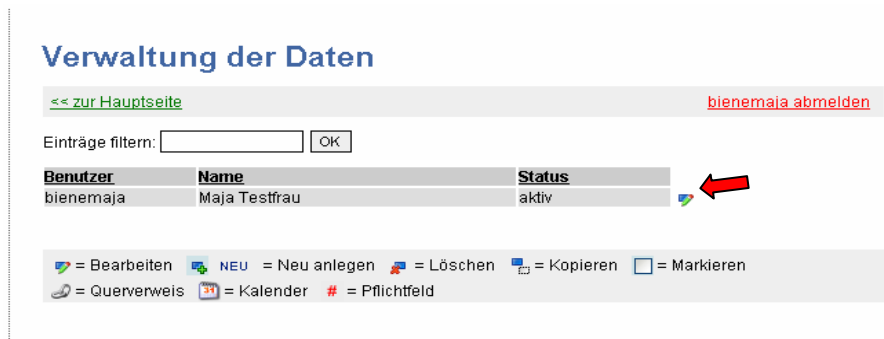 Verwaltung der Daten
<< zur Hauptseite bienemaja abmelden
Einträge filtern: OK
Benutzer Name Status
bienemaja Maja Testfrau aktiv
= Bearbeiten NEU = Neu anlegen = Löschen = Kopieren = Markieren
= Querverweis 31 = Kalender # = Pflichtfeld